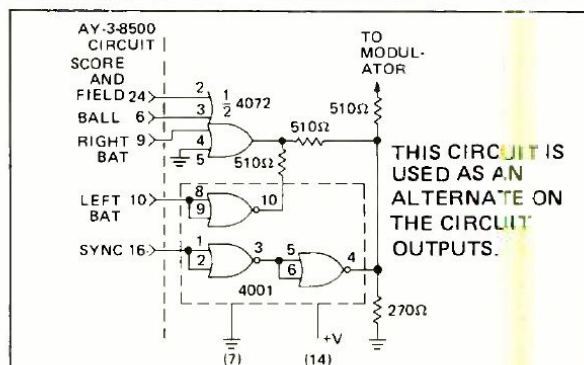 AY-3-8500
CIRCUIT
SCORE
AND
FIELD 24
BALL 6
RIGHT 9
BAT
2
3
4
5
1/2 4072
510Ω
510Ω
TO
MODUL-
ATOR
510Ω
THIS CIRCUIT IS
USED AS AN
ALTERNATE ON
THE CIRCUIT
OUTPUTS.
LEFT 10
BAT
8
9
10
SYNC 16
1
2
3
5
6
4
4001
270Ω
(7)
+V
(14)